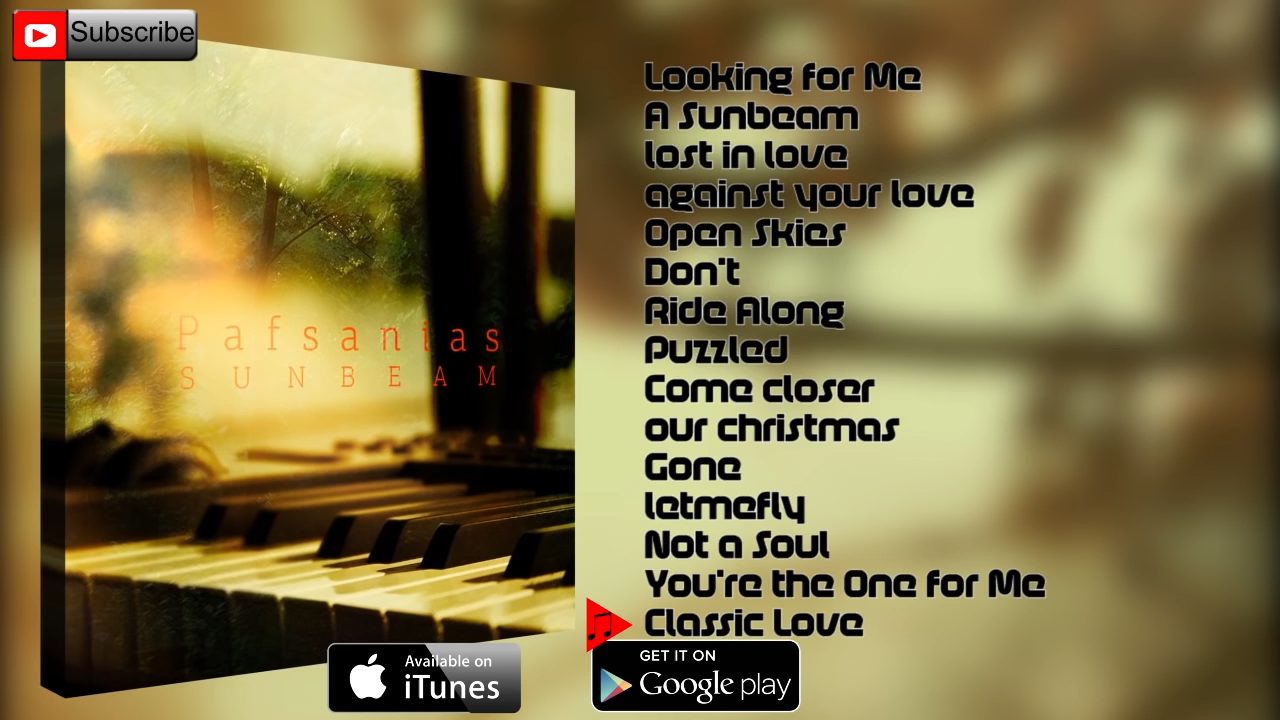 Subscribe
Pafsanias
SUNBEAM
Looking for Me
A Sunbeam
lost in love
against your love
Open Skies
Don't
Ride Along
Puzzled
Come closer
our christmas
Gone
letmefly
Not a Soul
You're the One for Me
Classic Love
Available on
iTunes
GET IT ON
Google play